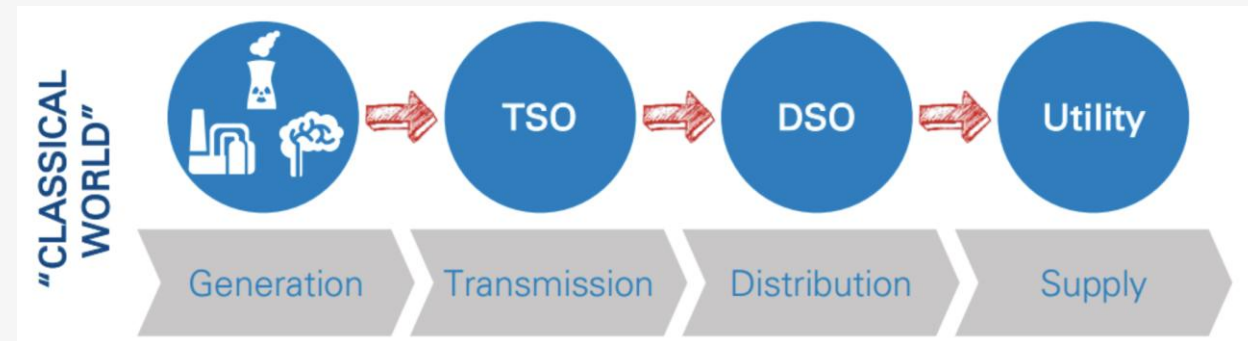 "CLASSICAL
WORLD"
TSO
DSO
Utility
Generation
Transmission
Distribution
Supply